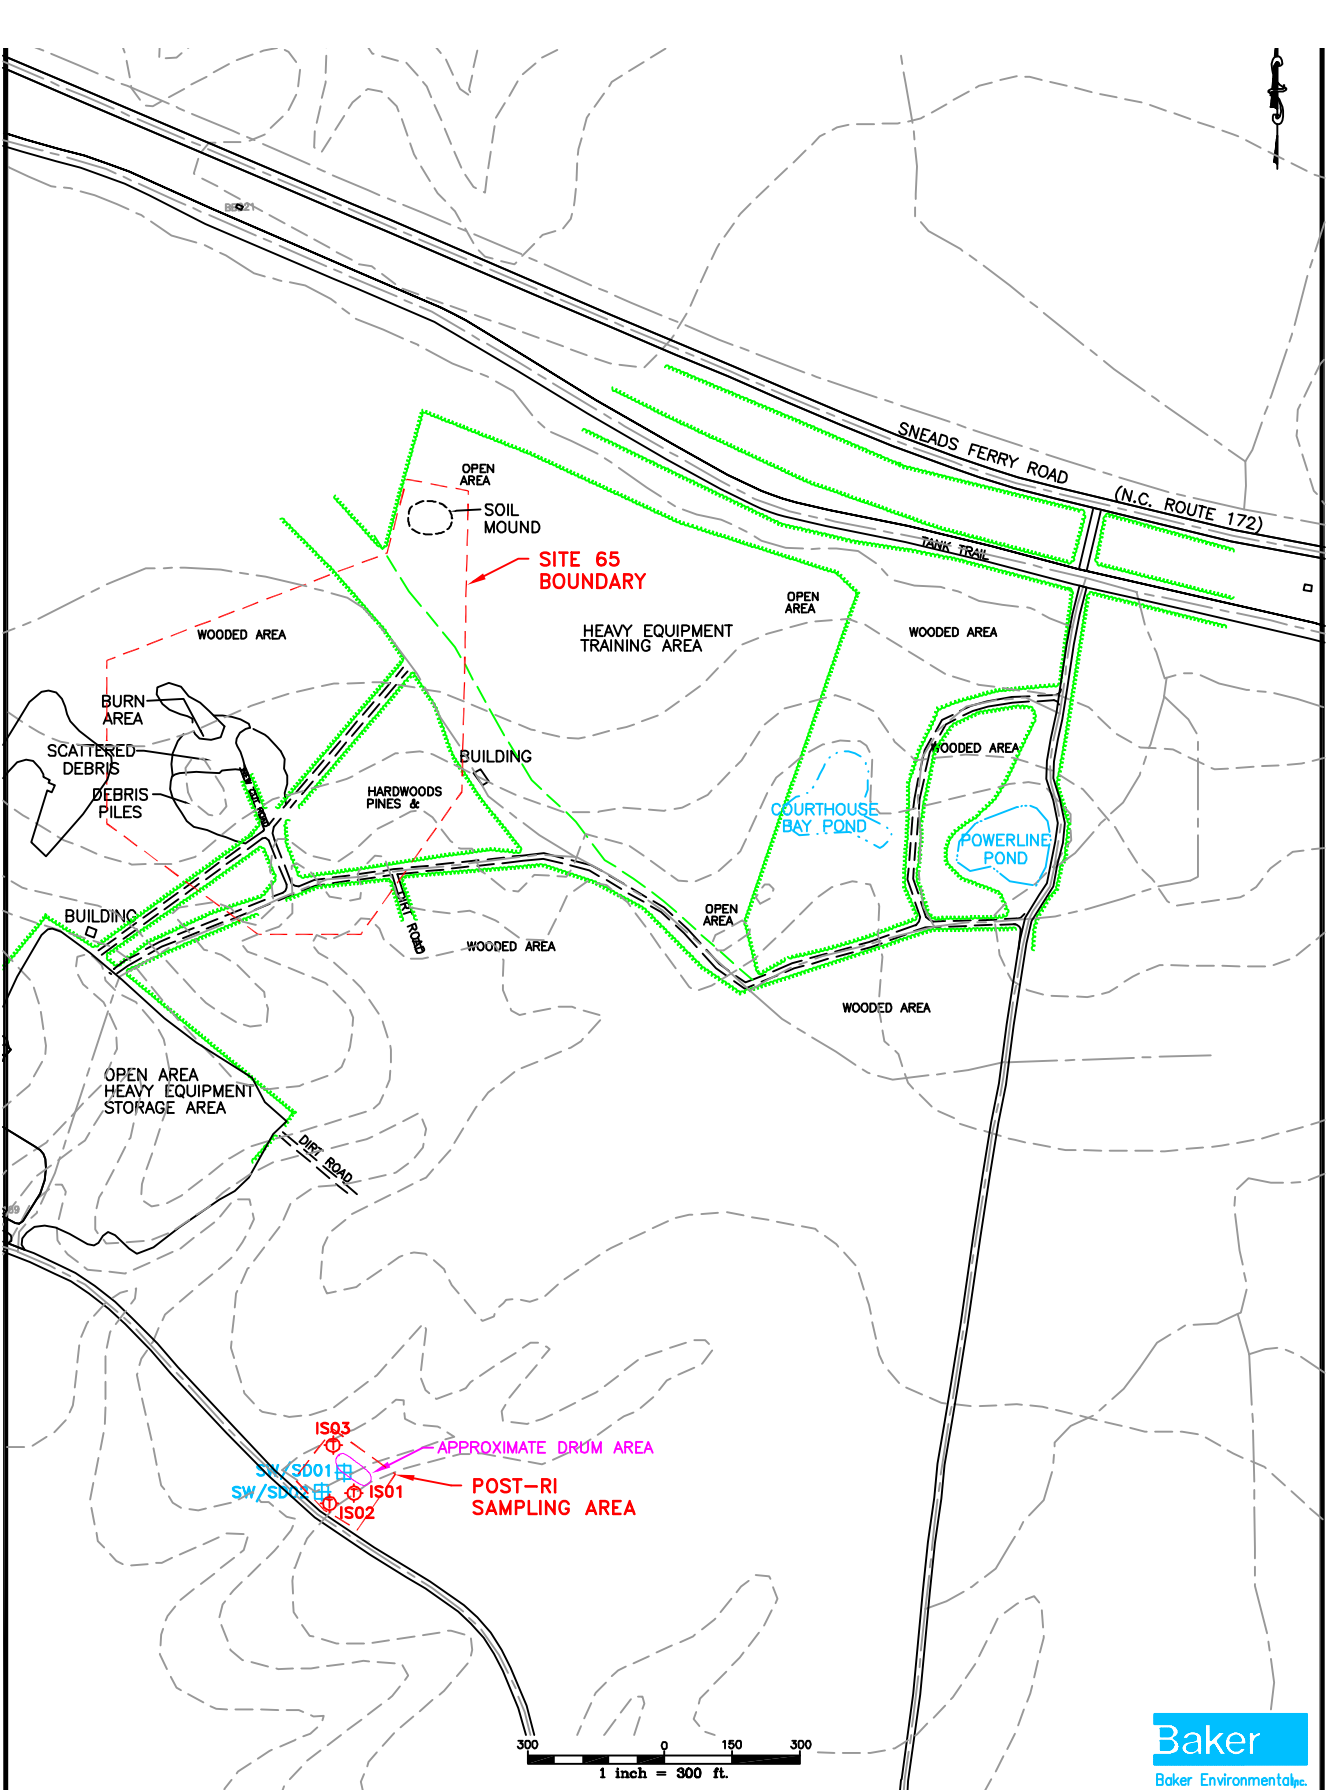 SNEADS FERRY ROAD
(N.C. ROUTE 172)
TANK TRAIL
OPEN
AREA
SOIL
MOUND
SITE 65
BOUNDARY
OPEN
AREA
HEAVY EQUIPMENT
TRAINING AREA
WOODED AREA
WOODED AREA
BURN
AREA
SCATTERED
DEBRIS
DEBRIS
PILES
BUILDING
WOODED AREA
HARDWOODS
PINES &
COURTHOUSE
BAY POND
POWERLINE
POND
BUILDING
DIRT ROAD
WOODED AREA
OPEN
AREA
WOODED AREA
OPEN AREA
HEAVY EQUIPMENT
STORAGE AREA
DIRT ROAD
IS03
APPROXIMATE DRUM AREA
SW/SD01
SW/SD02
IS01
IS02
POST-RI
SAMPLING AREA
300 0 150 300
1 inch = 300 ft.
Baker
Baker Environmental, Inc.